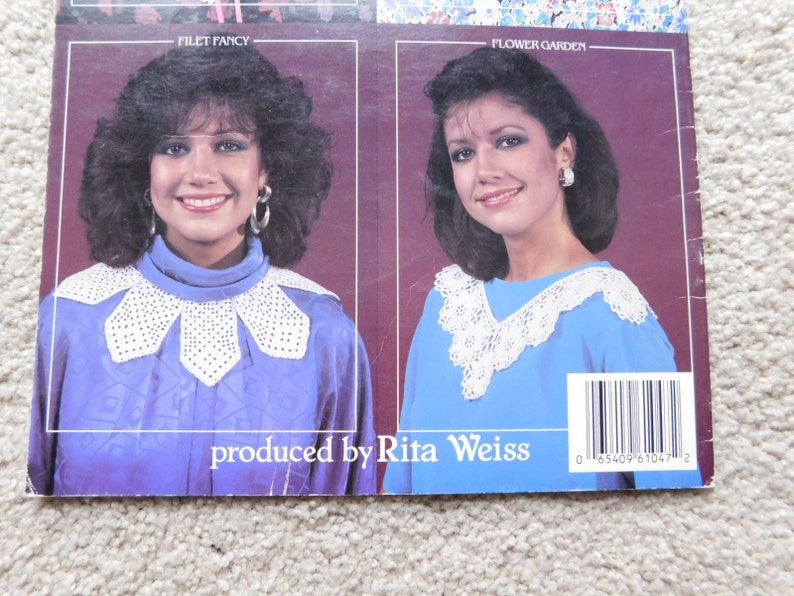 FILET FANCY
FLOWER GARDEN
produced by Rita Weiss
0 65409 61047 2